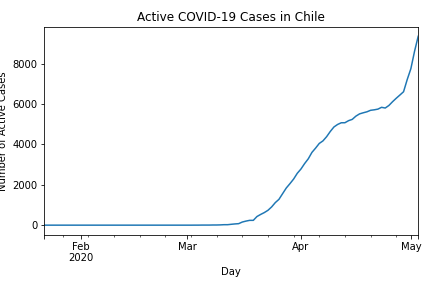 Active COVID-19 Cases in Chile
Number of Active Cases
8000
6000
4000
2000
0
Feb
2020
Mar
Apr
May
Day